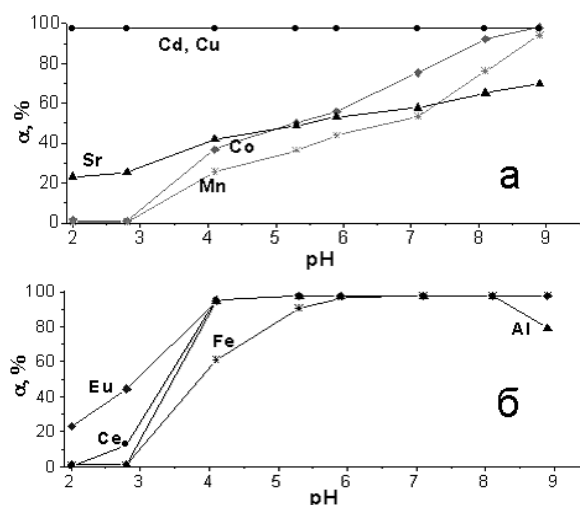 100
Cd, Cu
80
α, %
60
40
Sr
Co
20
Mn
а
0
2 3 4 5 6 7 8 9
pH
100
80
Al
α, %
Fe
60
Eu
40
б
20
Ce
0
2 3 4 5 6 7 8 9
pH